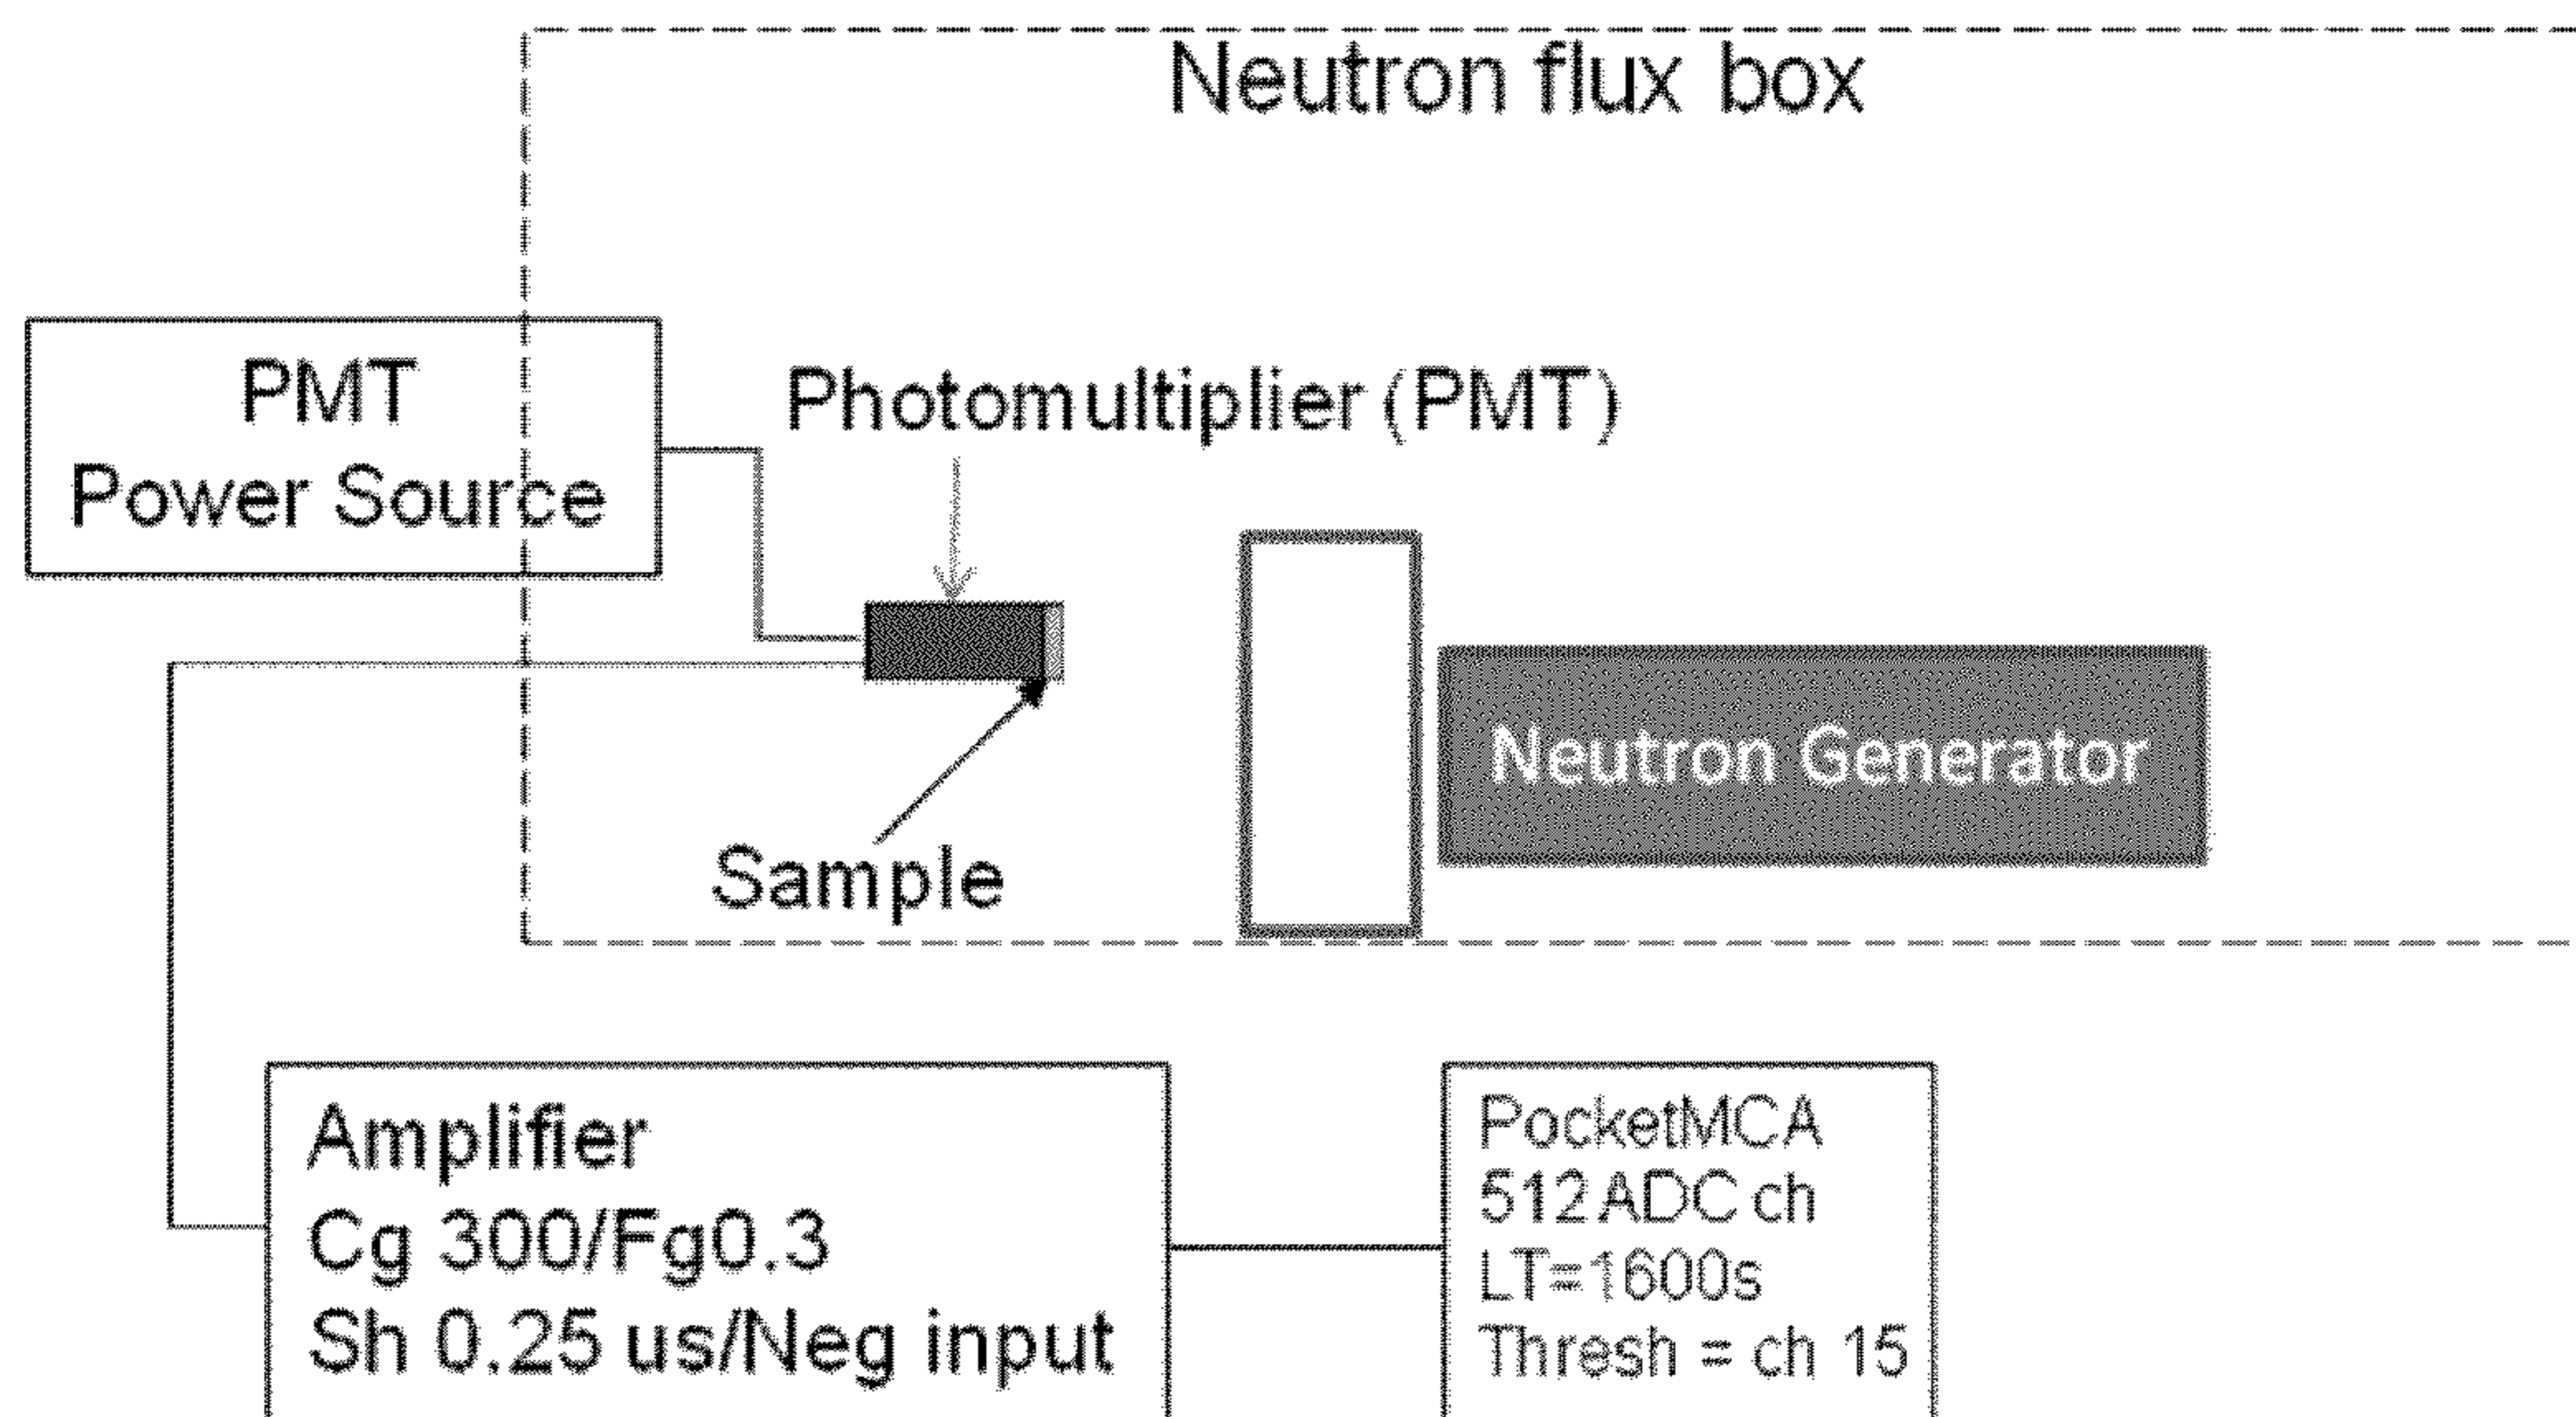 Neutron flux box
PMT
Power Source
Photomultiplier (PMT)
Neutron Generator
Sample
Amplifier
Cg 300/Fg0.3
Sh 0.25 us/Neg input
PocketMCA
512 ADC ch
LT=1600s
Thresh = ch 15